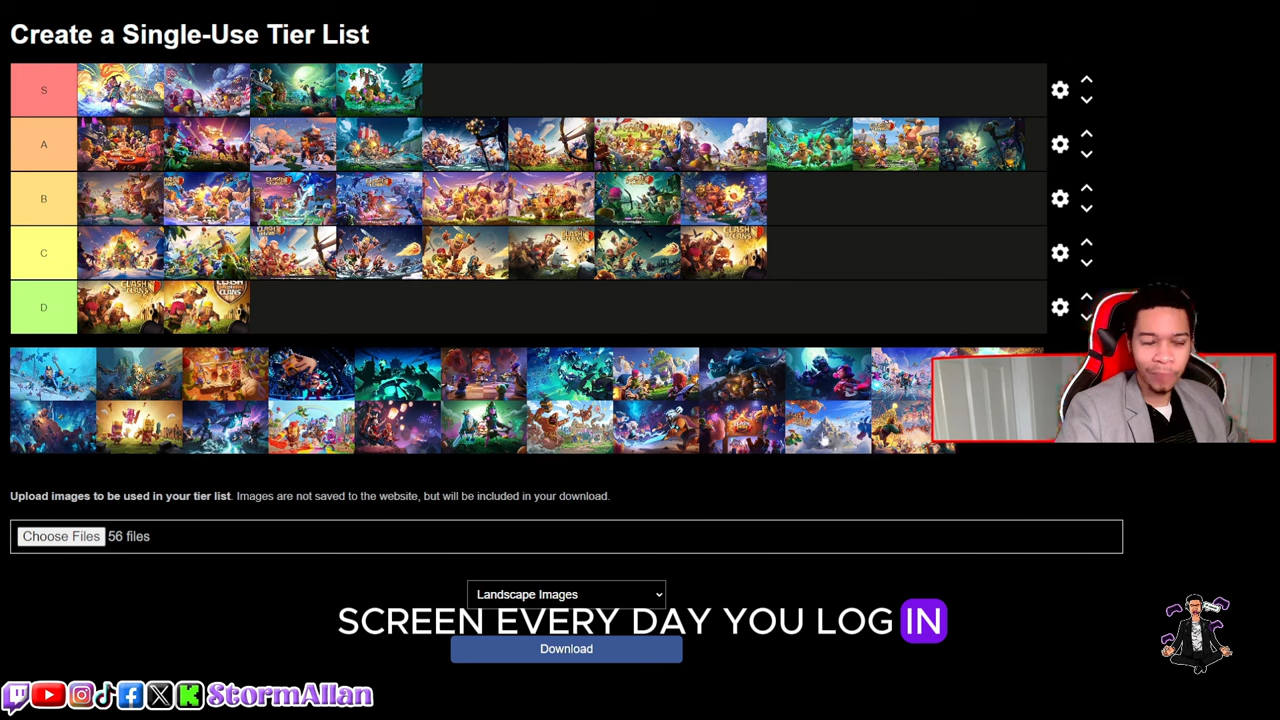 Create a Single-Use Tier List
S
A
B
C
D
Upload images to be used in your tier list. Images are not saved to the website, but will be included in your download.
Choose Files 56 files
Landscape Images
SCREEN EVERY DAY YOU LOG IN
Download
StormAllan